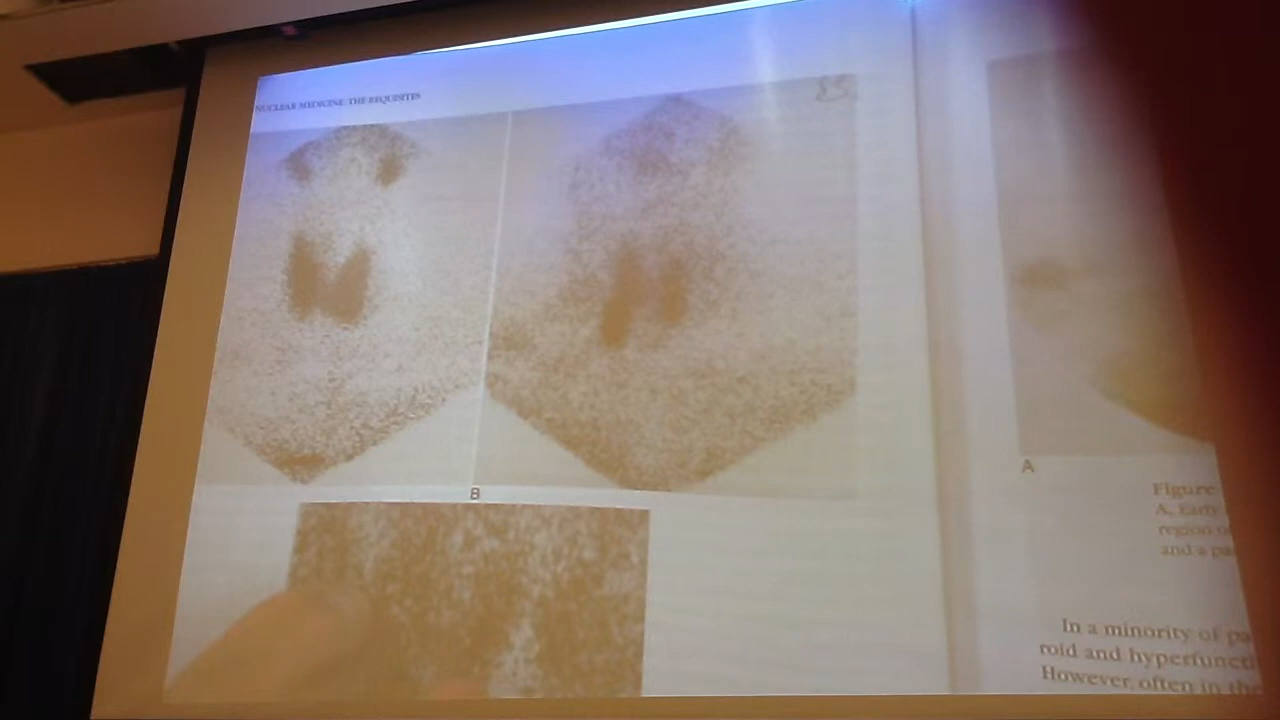 NUCLEAR MEDICINE: THE REQUISITES
B
A
Figure
A, Early
region of
and a pa
In a minority of pa
roid and hyperfuncti
However, often in the